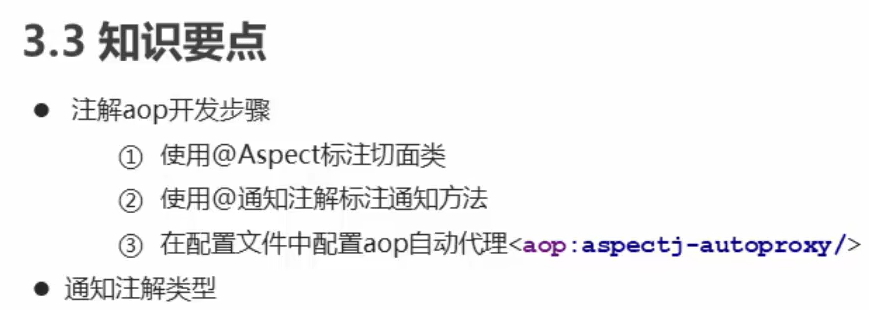 3.3 知识要点
● 注解aop开发步骤
① 使用@Aspect标注切面类
② 使用@通知注解标注通知方法
③ 在配置文件中配置aop自动代理<aop:aspectj-autoproxy/>
● 通知注解类型